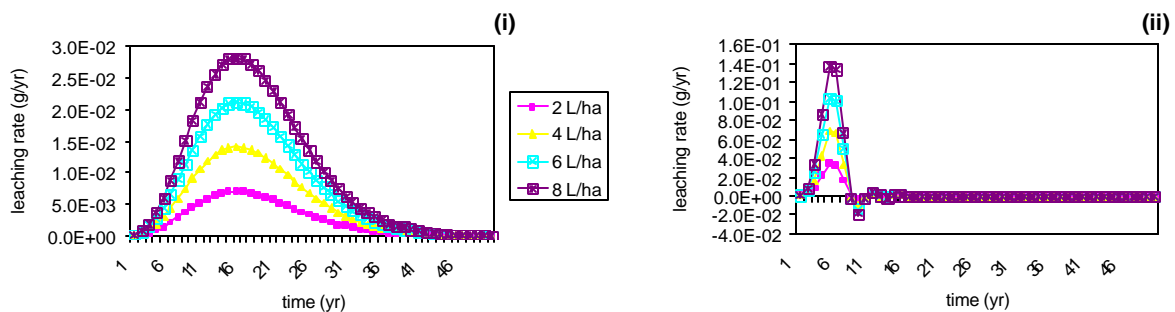 (i)
leaching rate (g/yr)
3.0E-02
2.5E-02
2.0E-02
1.5E-02
1.0E-02
5.0E-03
0.0E+00
1 6 11 16 21 26 31 36 41 46
time (yr)
2 L/ha
4 L/ha
6 L/ha
8 L/ha
(ii)
leaching rate (g/yr)
1.6E-01
1.4E-01
1.2E-01
1.0E-01
8.0E-02
6.0E-02
4.0E-02
2.0E-02
0.0E+00
-2.0E-02
-4.0E-02
1 6 11 16 21 26 31 36 41 46
time (yr)